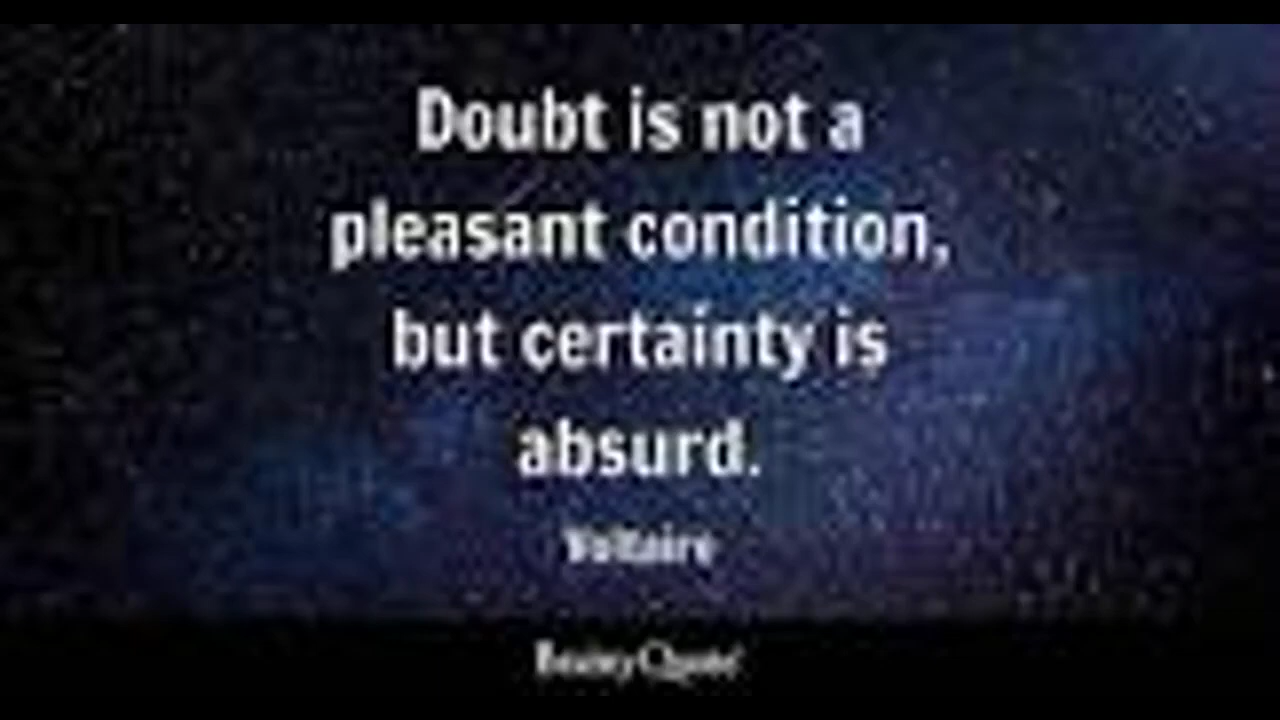 Doubt is not a
pleasant condition,
but certainty is
absurd.
Voltaire
BrainyQuote